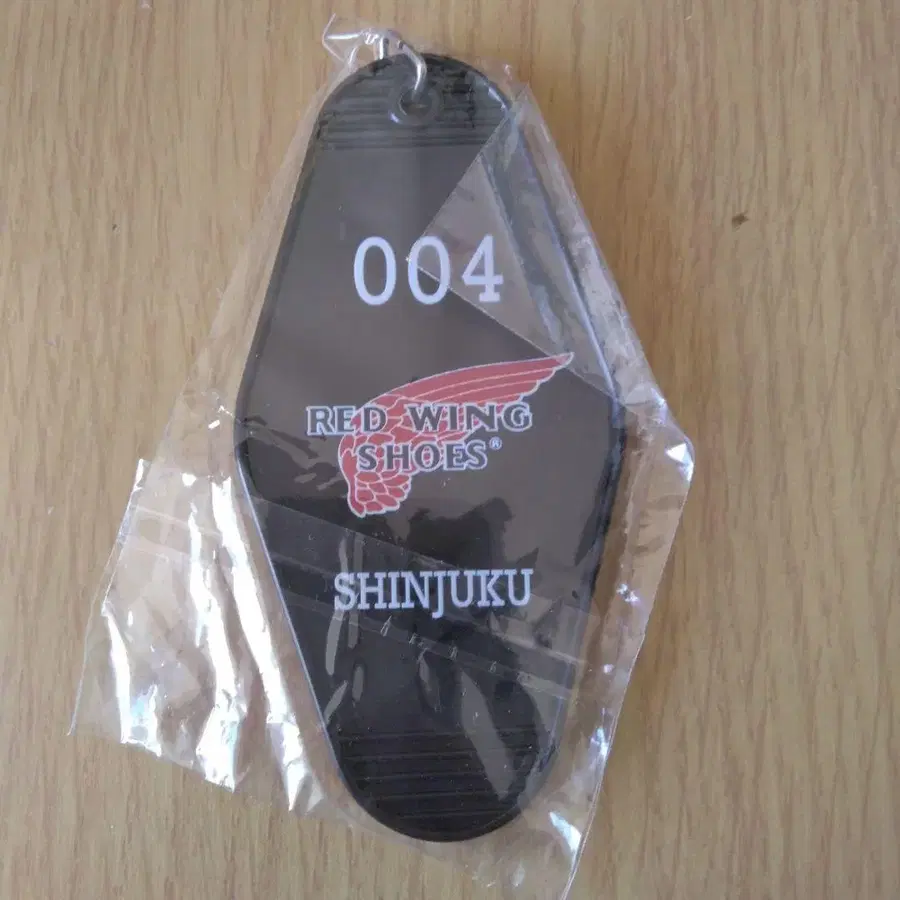 004
RED WING
SHOES®
SHINJUKU